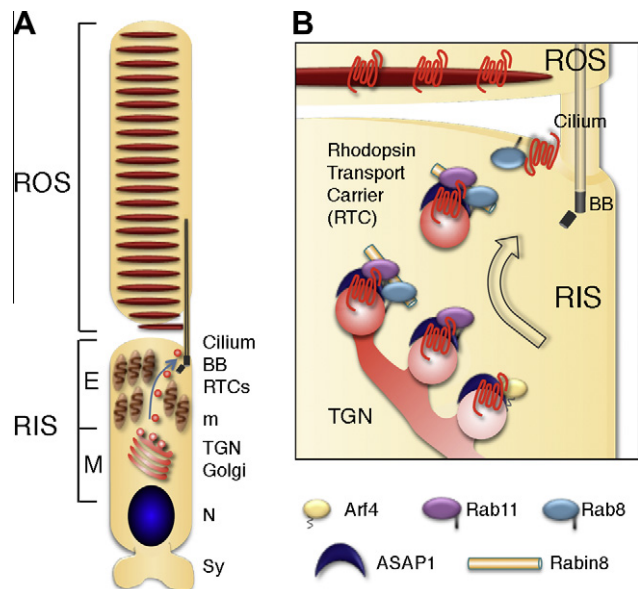 A
ROS
RIS
E
M
Cilium
BB
RTCs
m
TGN
Golgi
N
Sy
B
ROS
Cilium
Rhodopsin
Transport
Carrier
(RTC)
BB
RIS
TGN
Arf4
Rab11
Rab8
ASAP1
Rabin8